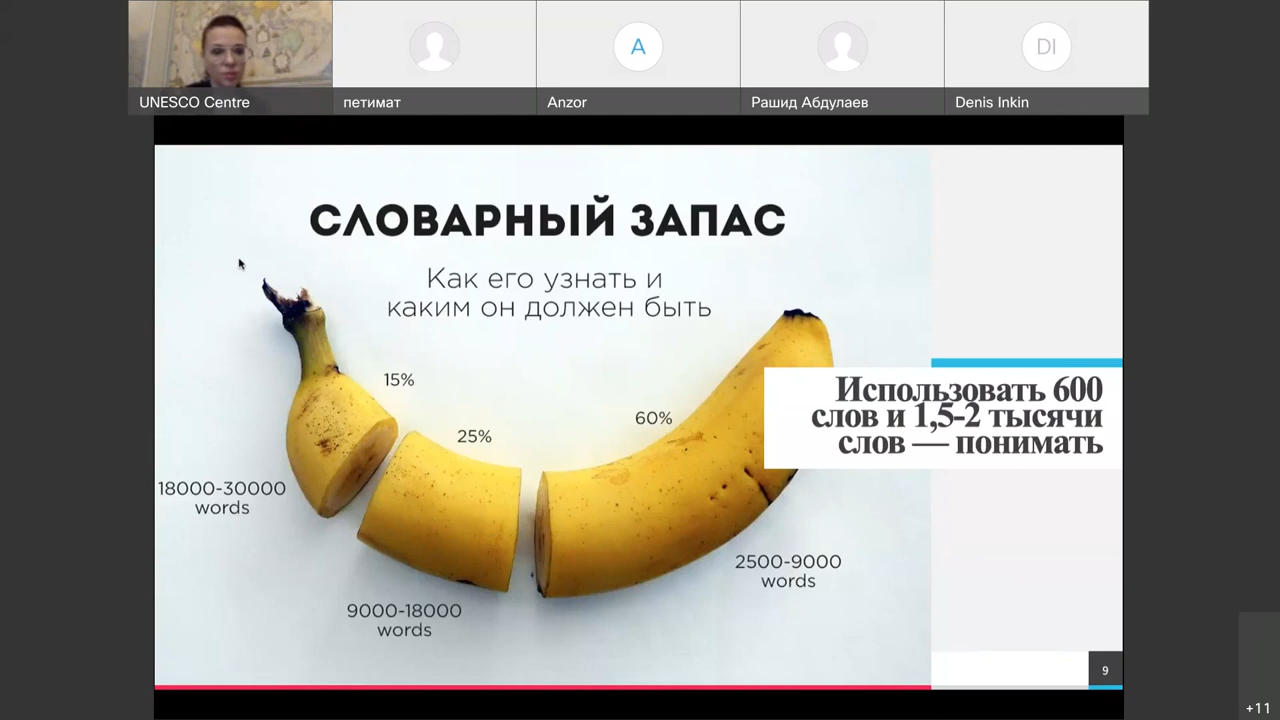 UNESCO Centre
петимат
A
Anzor
Рашид Абдулаев
DI
Denis Inkin
СЛОВАРНЫЙ ЗАПАС
Как его узнать и
каким он должен быть
15%
25%
60%
Использовать 600
слов и 1,5-2 тысячи
слов — понимать
18000-30000
words
9000-18000
words
2500-9000
words
9
+11